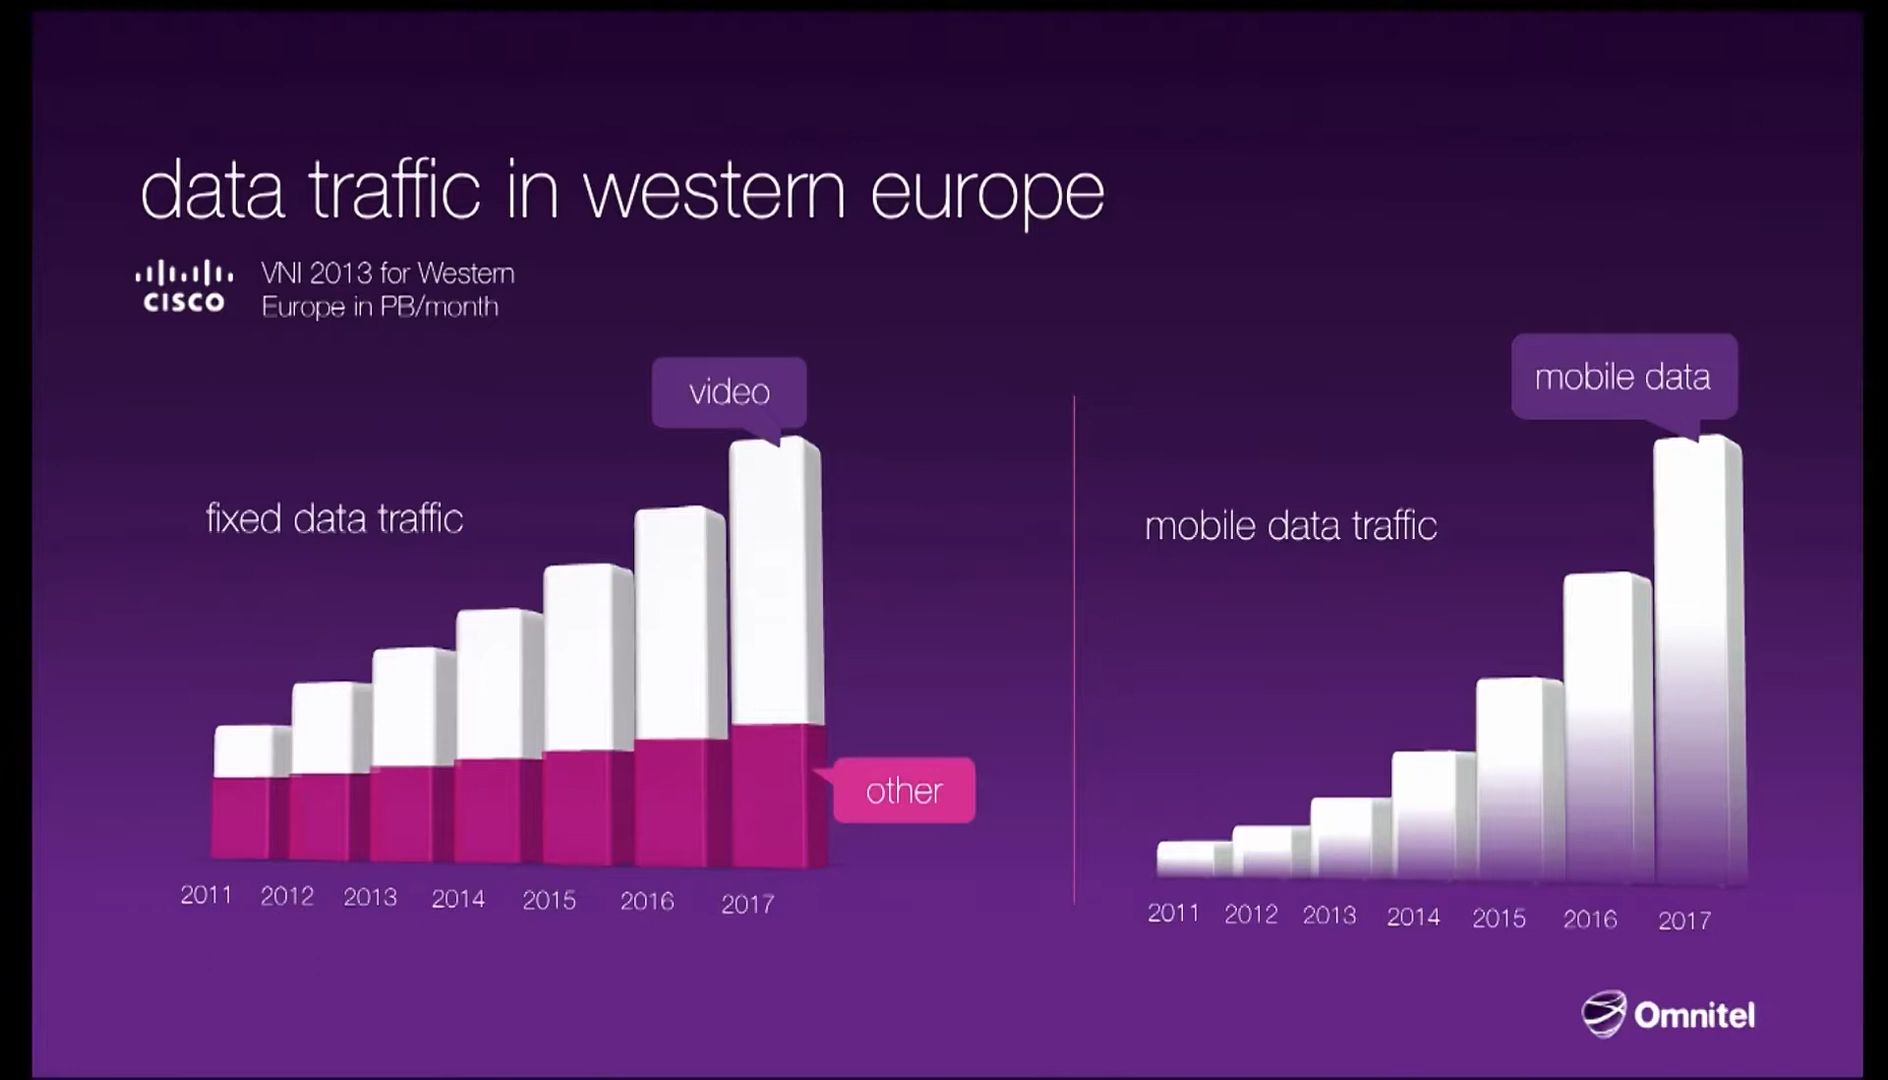 data traffic in western europe
CISCO
VNI 2013 for Western
Europe in PB/month
video
fixed data traffic
other
2011 2012 2013 2014 2015 2016 2017
mobile data
mobile data traffic
2011 2012 2013 2014 2015 2016 2017
Omnitel